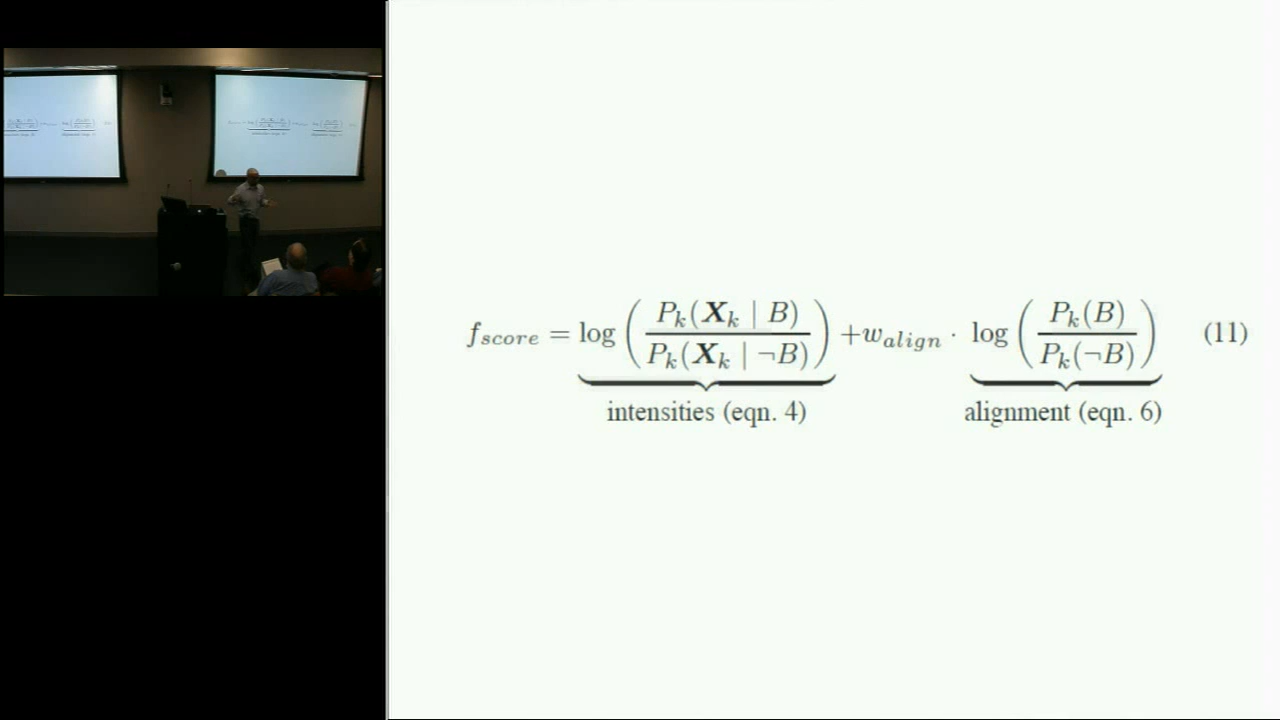 f_score = log ( P_k(X_k | B) / P_k(X_k | ¬B) ) + w_align · log ( P_k(B) / P_k(¬B) ) (11)
intensities (eqn. 4) alignment (eqn. 6)